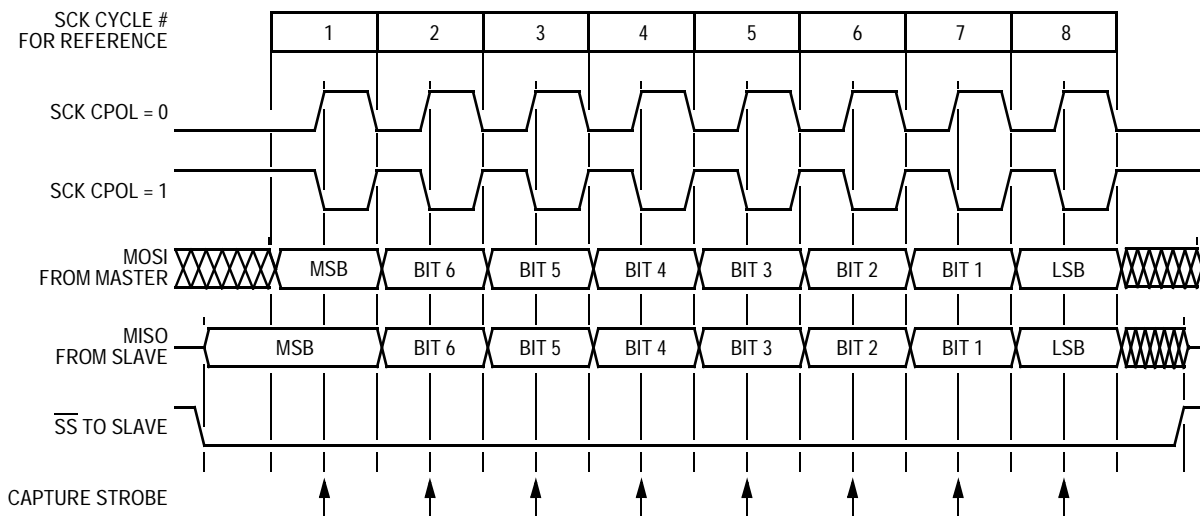 SCK CYCLE #
FOR REFERENCE
1 2 3 4 5 6 7 8
SCK CPOL = 0
SCK CPOL = 1
MOSI
FROM MASTER
MSB BIT 6 BIT 5 BIT 4 BIT 3 BIT 2 BIT 1 LSB
MISO
FROM SLAVE
MSB BIT 6 BIT 5 BIT 4 BIT 3 BIT 2 BIT 1 LSB
S̅S̅ TO SLAVE
CAPTURE STROBE